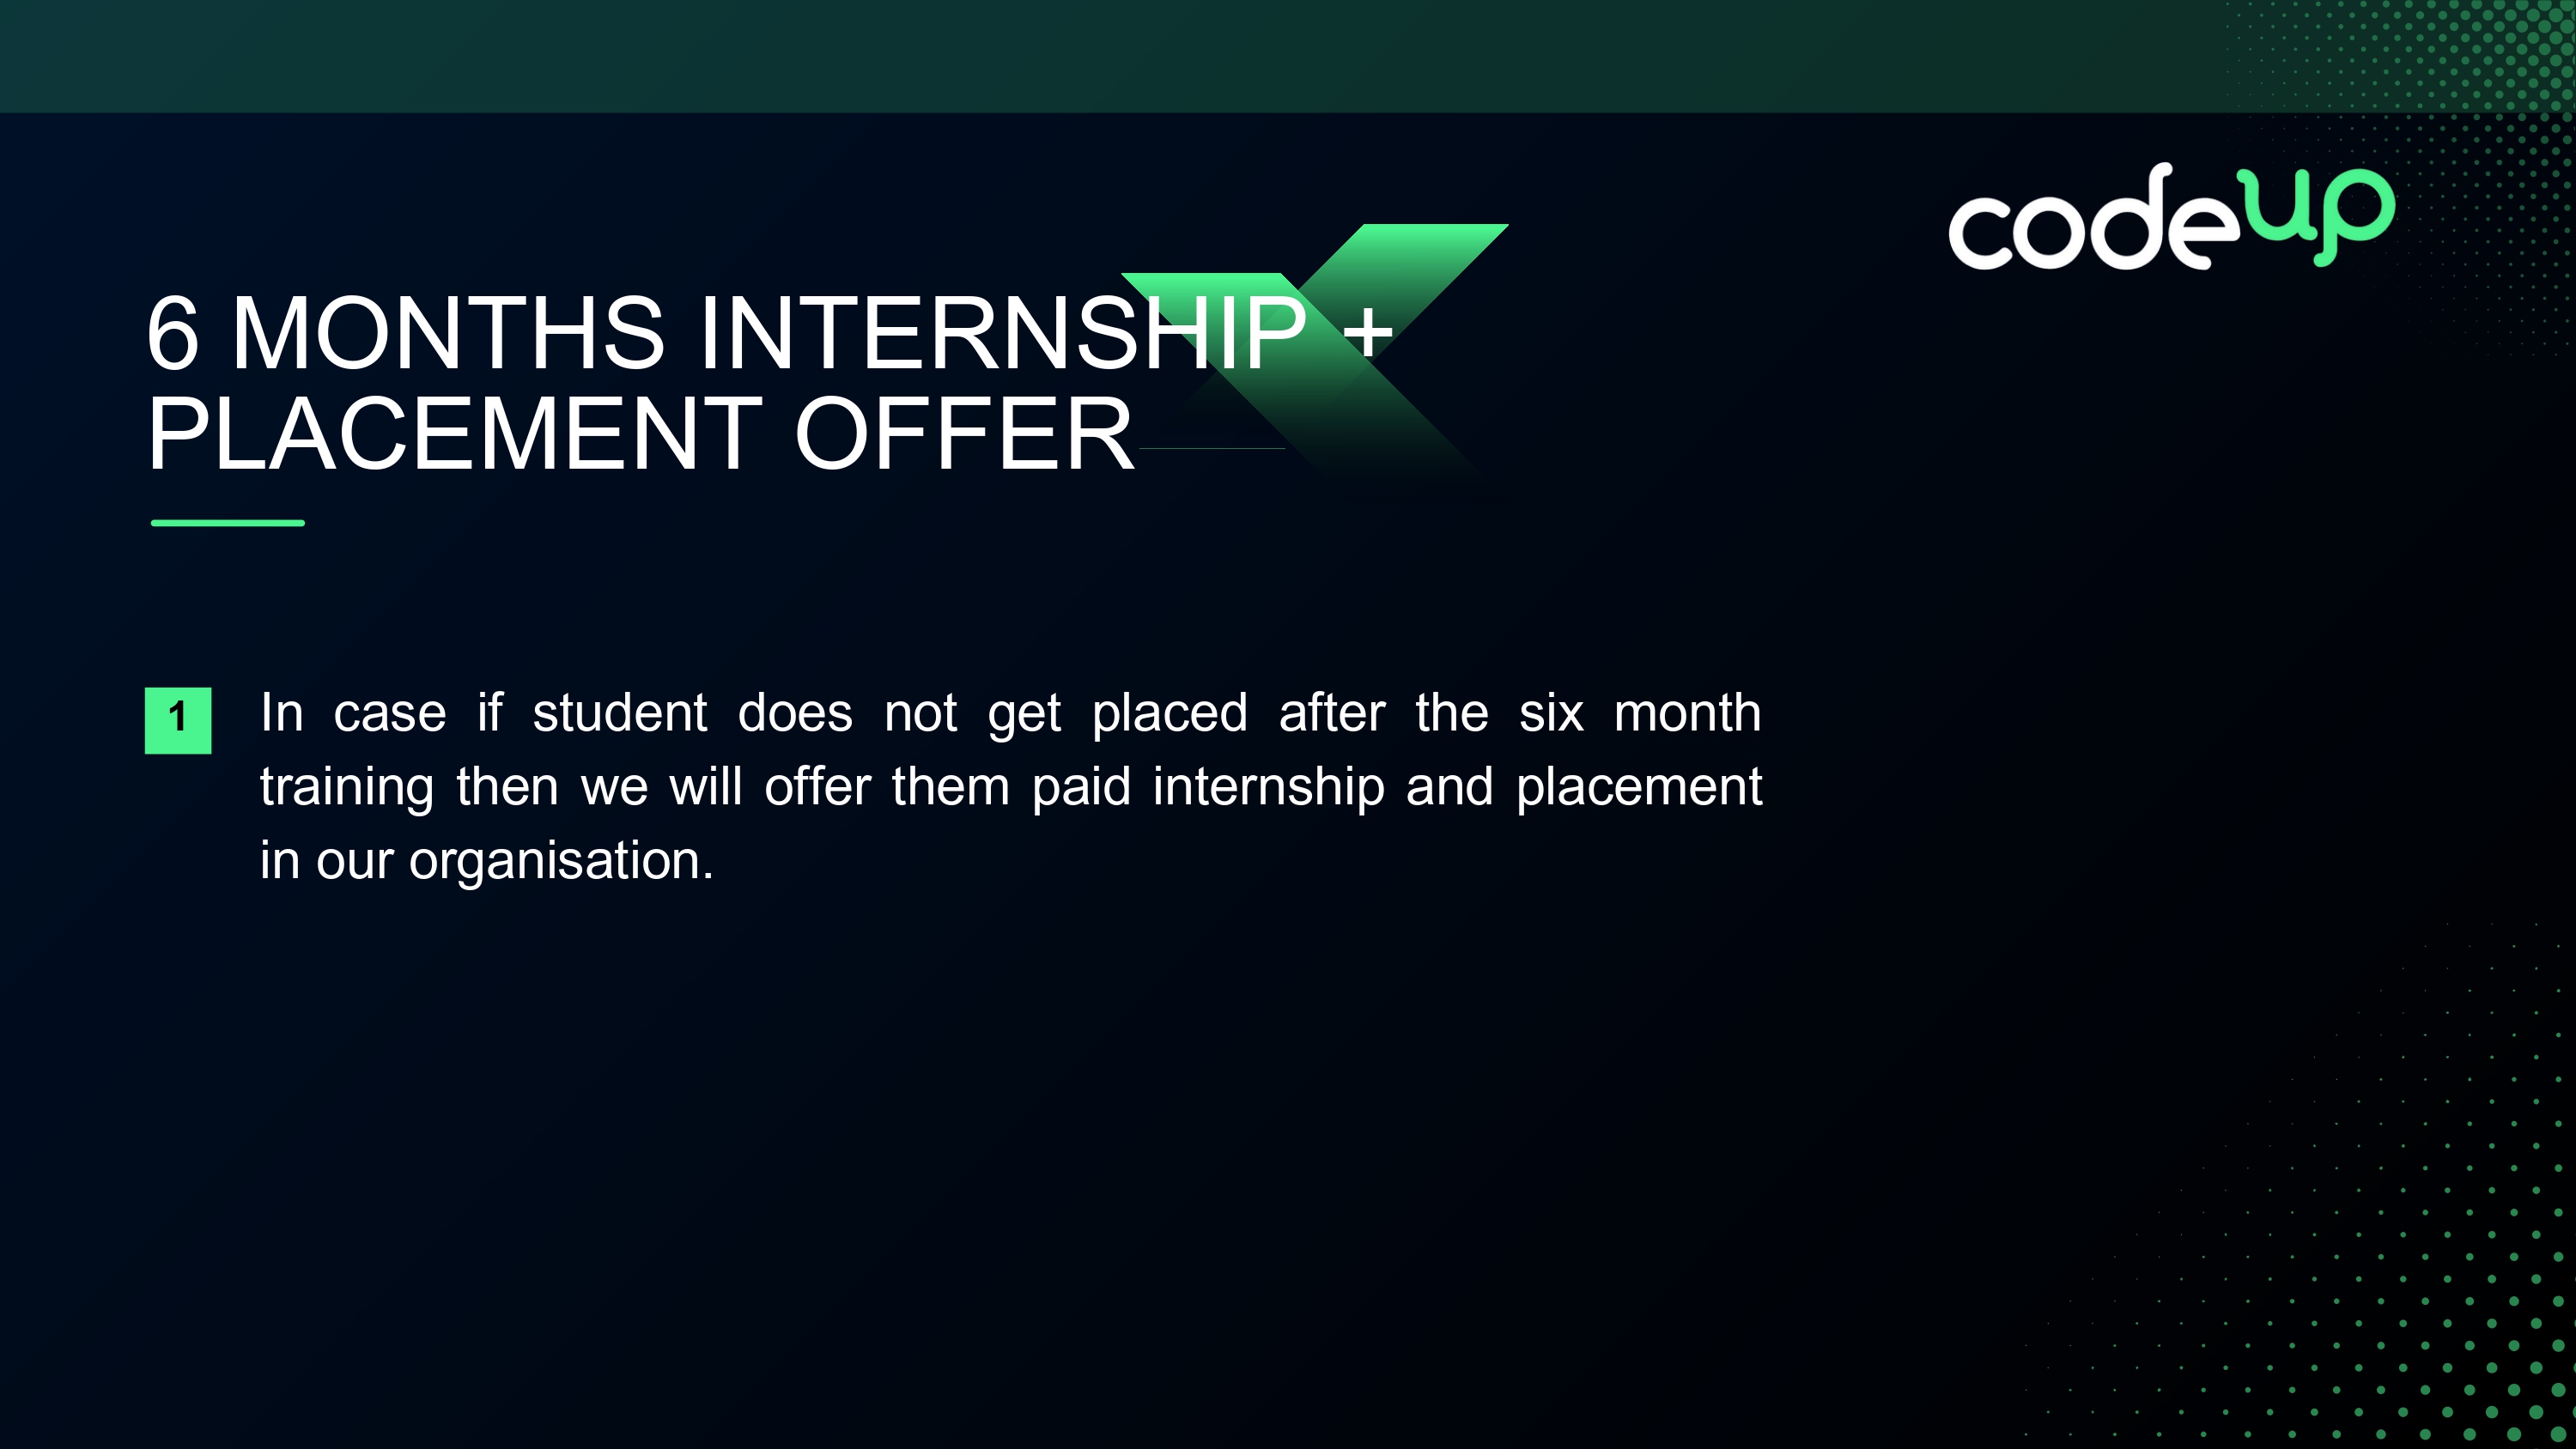 codeup
6 MONTHS INTERNSHIP +
PLACEMENT OFFER
1
In case if student does not get placed after the six month
training then we will offer them paid internship and placement
in our organisation.